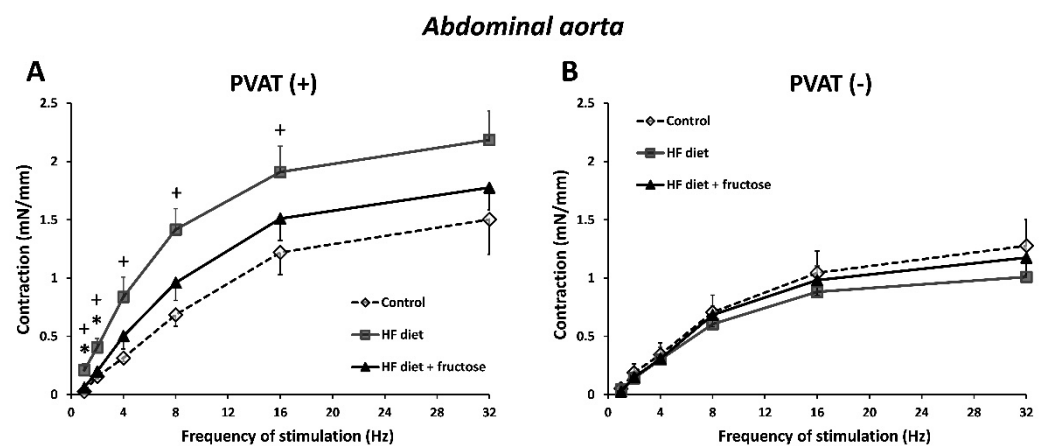 Abdominal aorta
A
PVAT (+)
Contraction (mN/mm)
2.5
2
1.5
1
0.5
0
+
*
+
*
+
+
+
Control
HF diet
HF diet + fructose
0 4 8 12 16 20 24 28 32
Frequency of stimulation (Hz)
B
PVAT (-)
Contraction (mN/mm)
2.5
2
1.5
1
0.5
0
Control
HF diet
HF diet + fructose
0 4 8 12 16 20 24 28 32
Frequency of stimulation (Hz)